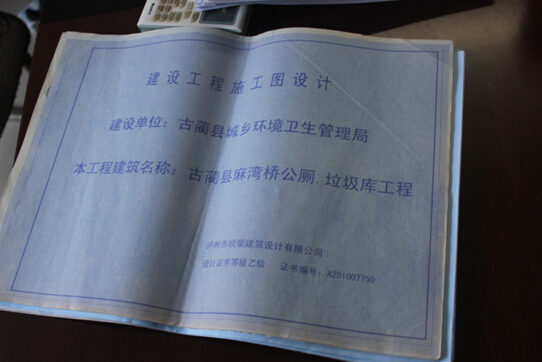 建设工程施工图设计
建设单位：古蔺县城乡环境卫生管理局
本工程建筑名称：古蔺县麻湾桥公厕.垃圾库工程
泸州市欣荣建筑设计有限公司
设计证书等级乙级 证书编号：A251007750